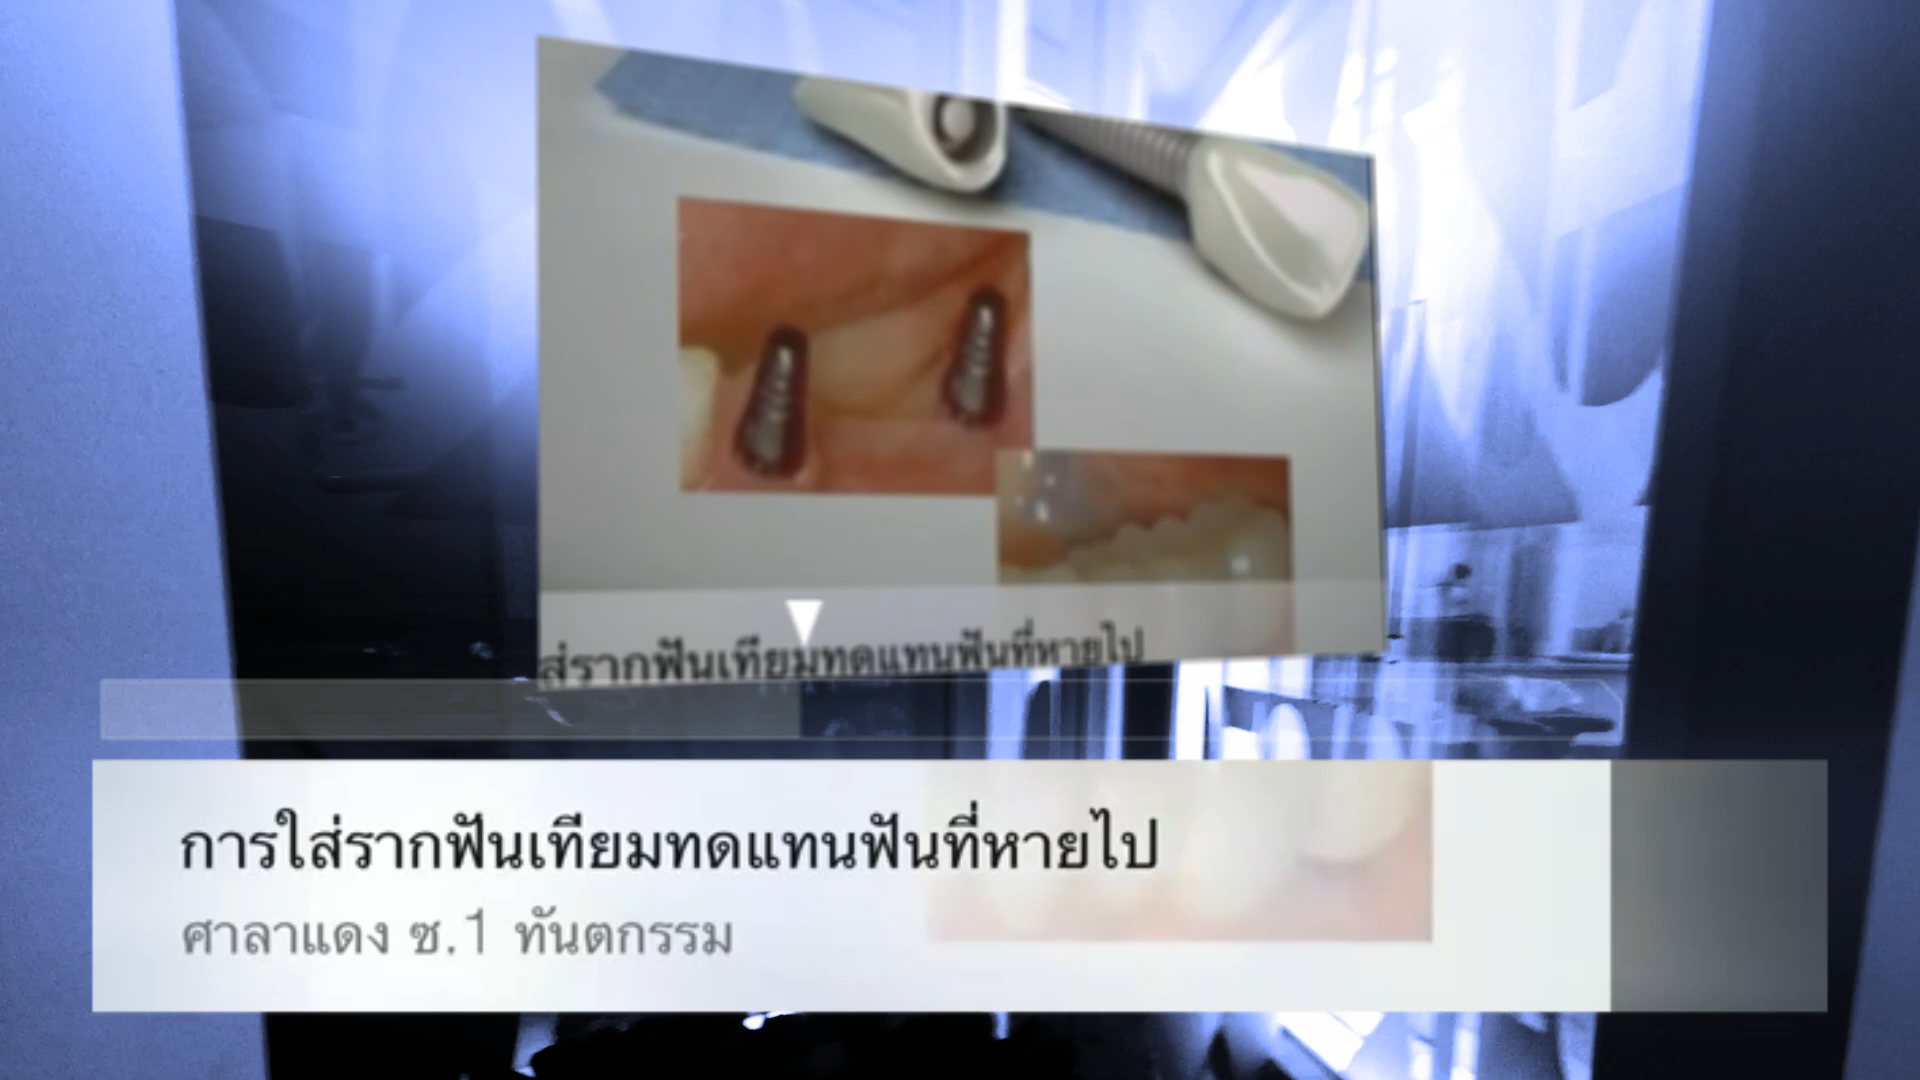 ส่รากฟันเทียมทดแทนฟันที่หายไป
การใส่รากฟันเทียมทดแทนฟันที่หายไป
ศาลาแดง ซ.1 ทันตกรรม